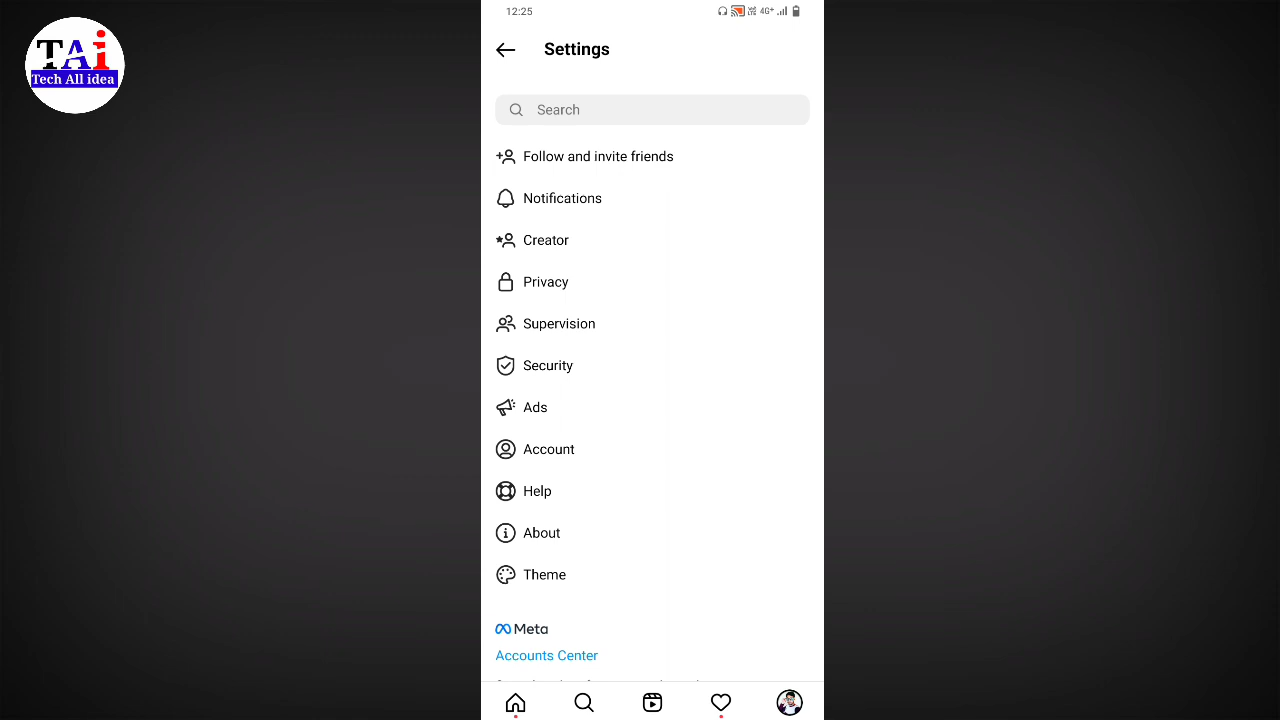 TAi
Tech All idea
12:25
4G+
Settings
Search
Follow and invite friends
Notifications
Creator
Privacy
Supervision
Security
Ads
Account
Help
About
Theme
Meta
Accounts Center